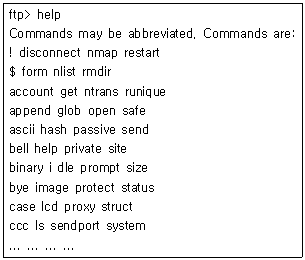 ftp> help
Commands may be abbreviated, Commands are:
! disconnect nmap restart
$ form nlist rmdir
account get ntrans runique
append glob open safe
ascii hash passive send
bell help private site
binary i dle prompt size
bye image protect status
case lcd proxy struct
ccc ls sendport system
... ... ... ...